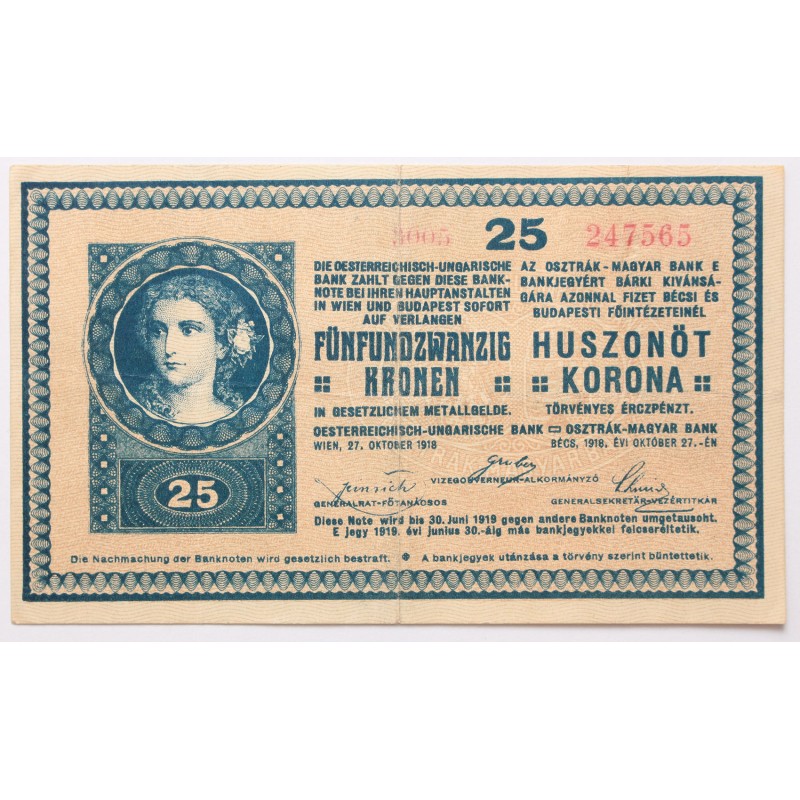 3005 25 247565
DIE OESTERREICHISCH-UNGARISCHE
BANK ZAHLT GEGEN DIESE BANK-
NOTE BEI IHREN HAUPTANSTALTEN
IN WIEN UND BUDAPEST SOFORT
AUF VERLANGEN
FÜNFUNDZWANZIG
KRONEN
IN GESETZLICHEM METALLGELDE.
OESTERREICHISCH-UNGARISCHE BANK
WIEN, 27. OKTOBER 1918
AZ OSZTRÁK-MAGYAR BANK E
BANKJEGYÉRT BÁRKI KIVÁNSÁ-
GÁRA AZONNAL FIZET BÉCSI ÉS
BUDAPESTI FŐINTÉZETEINÉL
HUSZONÖT
KORONA
TÖRVÉNYES ÉRCZPÉNZT.
OSZTRÁK-MAGYAR BANK
BÉCS, 1918. ÉVI OKTÓBER 27.-ÉN
Gruber
VIZEGOUVERNEUR-ALKORMÁNYZÓ
GENERALRAT-FŐTANÁCSOS
GENERALSEKRETÄR-VEZÉRTITKÁR
25
Diese Note wird bis 30. Juni 1919 gegen andere Banknoten umgetauscht.
E jegy 1919. évi junius 30.-áig más bankjegyekkel felcseréltetik.
Die Nachmachung der Banknoten wird gesetzlich bestraft. A bankjegyek utánzása a törvény szerint büntettetik.